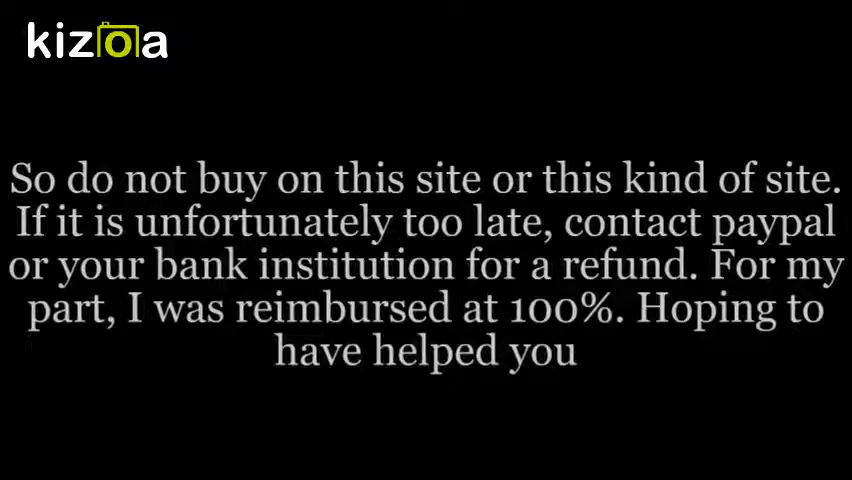 kizoa
So do not buy on this site or this kind of site.
If it is unfortunately too late, contact paypal
or your bank institution for a refund. For my
part, I was reimbursed at 100%. Hoping to
have helped you